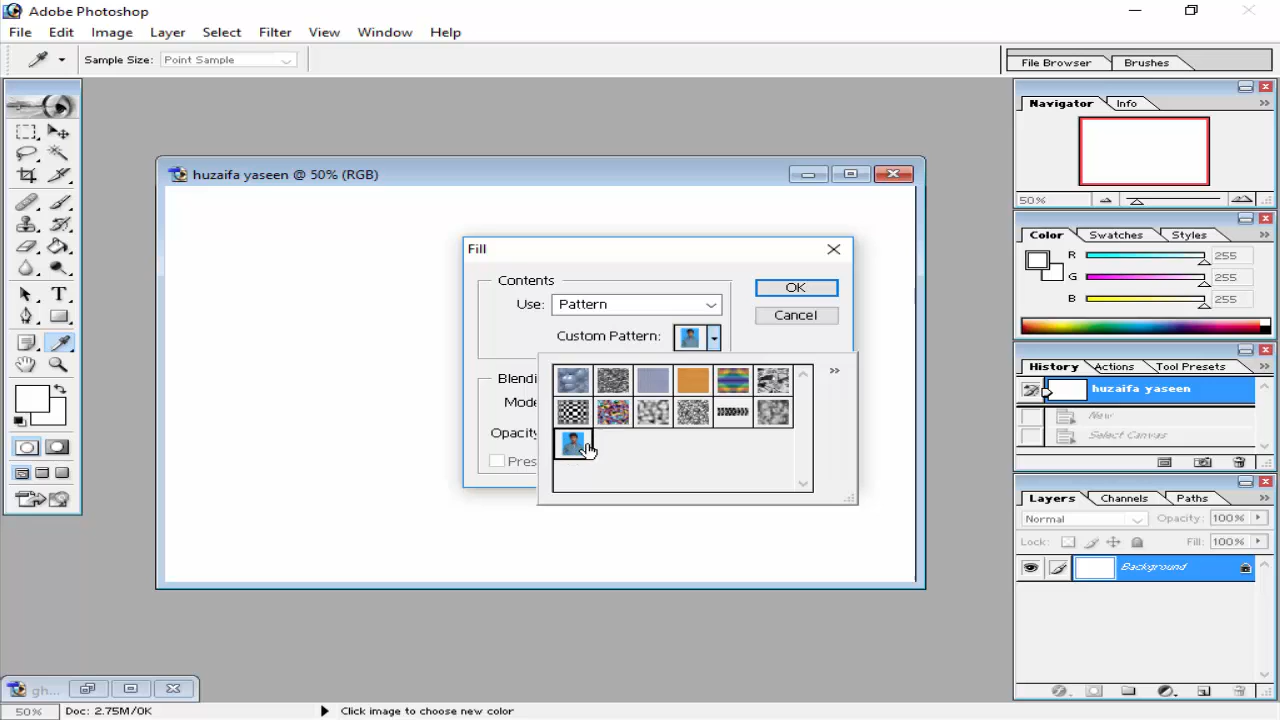 Adobe Photoshop
File Edit Image Layer Select Filter View Window Help
Sample Size: Point Sample
File Browser Brushes
Navigator Info
50%
huzaifa yaseen @ 50% (RGB)
Color Swatches Styles
R 255
G 255
B 255
Fill
Contents
Use: Pattern
Custom Pattern:
OK
Cancel
Blendi
Mode
Opacity
Pres
History Actions Tool Presets
huzaifa yaseen
New
Select Canvas
Layers Channels Paths
Normal Opacity: 100%
Lock: Fill: 100%
Background
gh...
50% Doc: 2.75M/0K Click image to choose new color